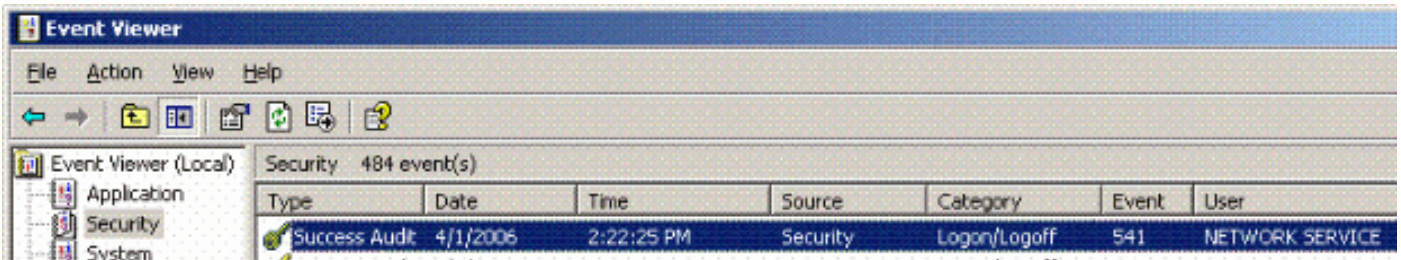 Event Viewer
File Action View Help
Event Viewer (Local)
Application
Security
System
Security 484 event(s)
Type Date Time Source Category Event User
Success Audit 4/1/2006 2:22:25 PM Security Logon/Logoff 541 NETWORK SERVICE